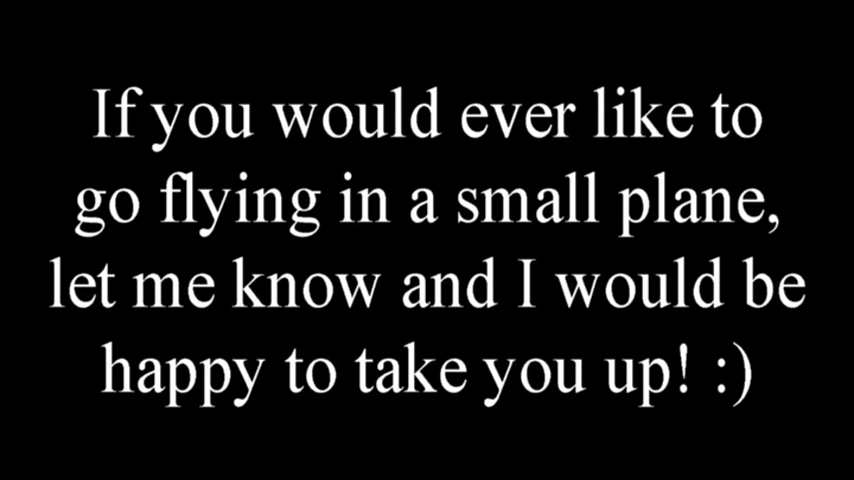 If you would ever like to
go flying in a small plane,
let me know and I would be
happy to take you up! :)